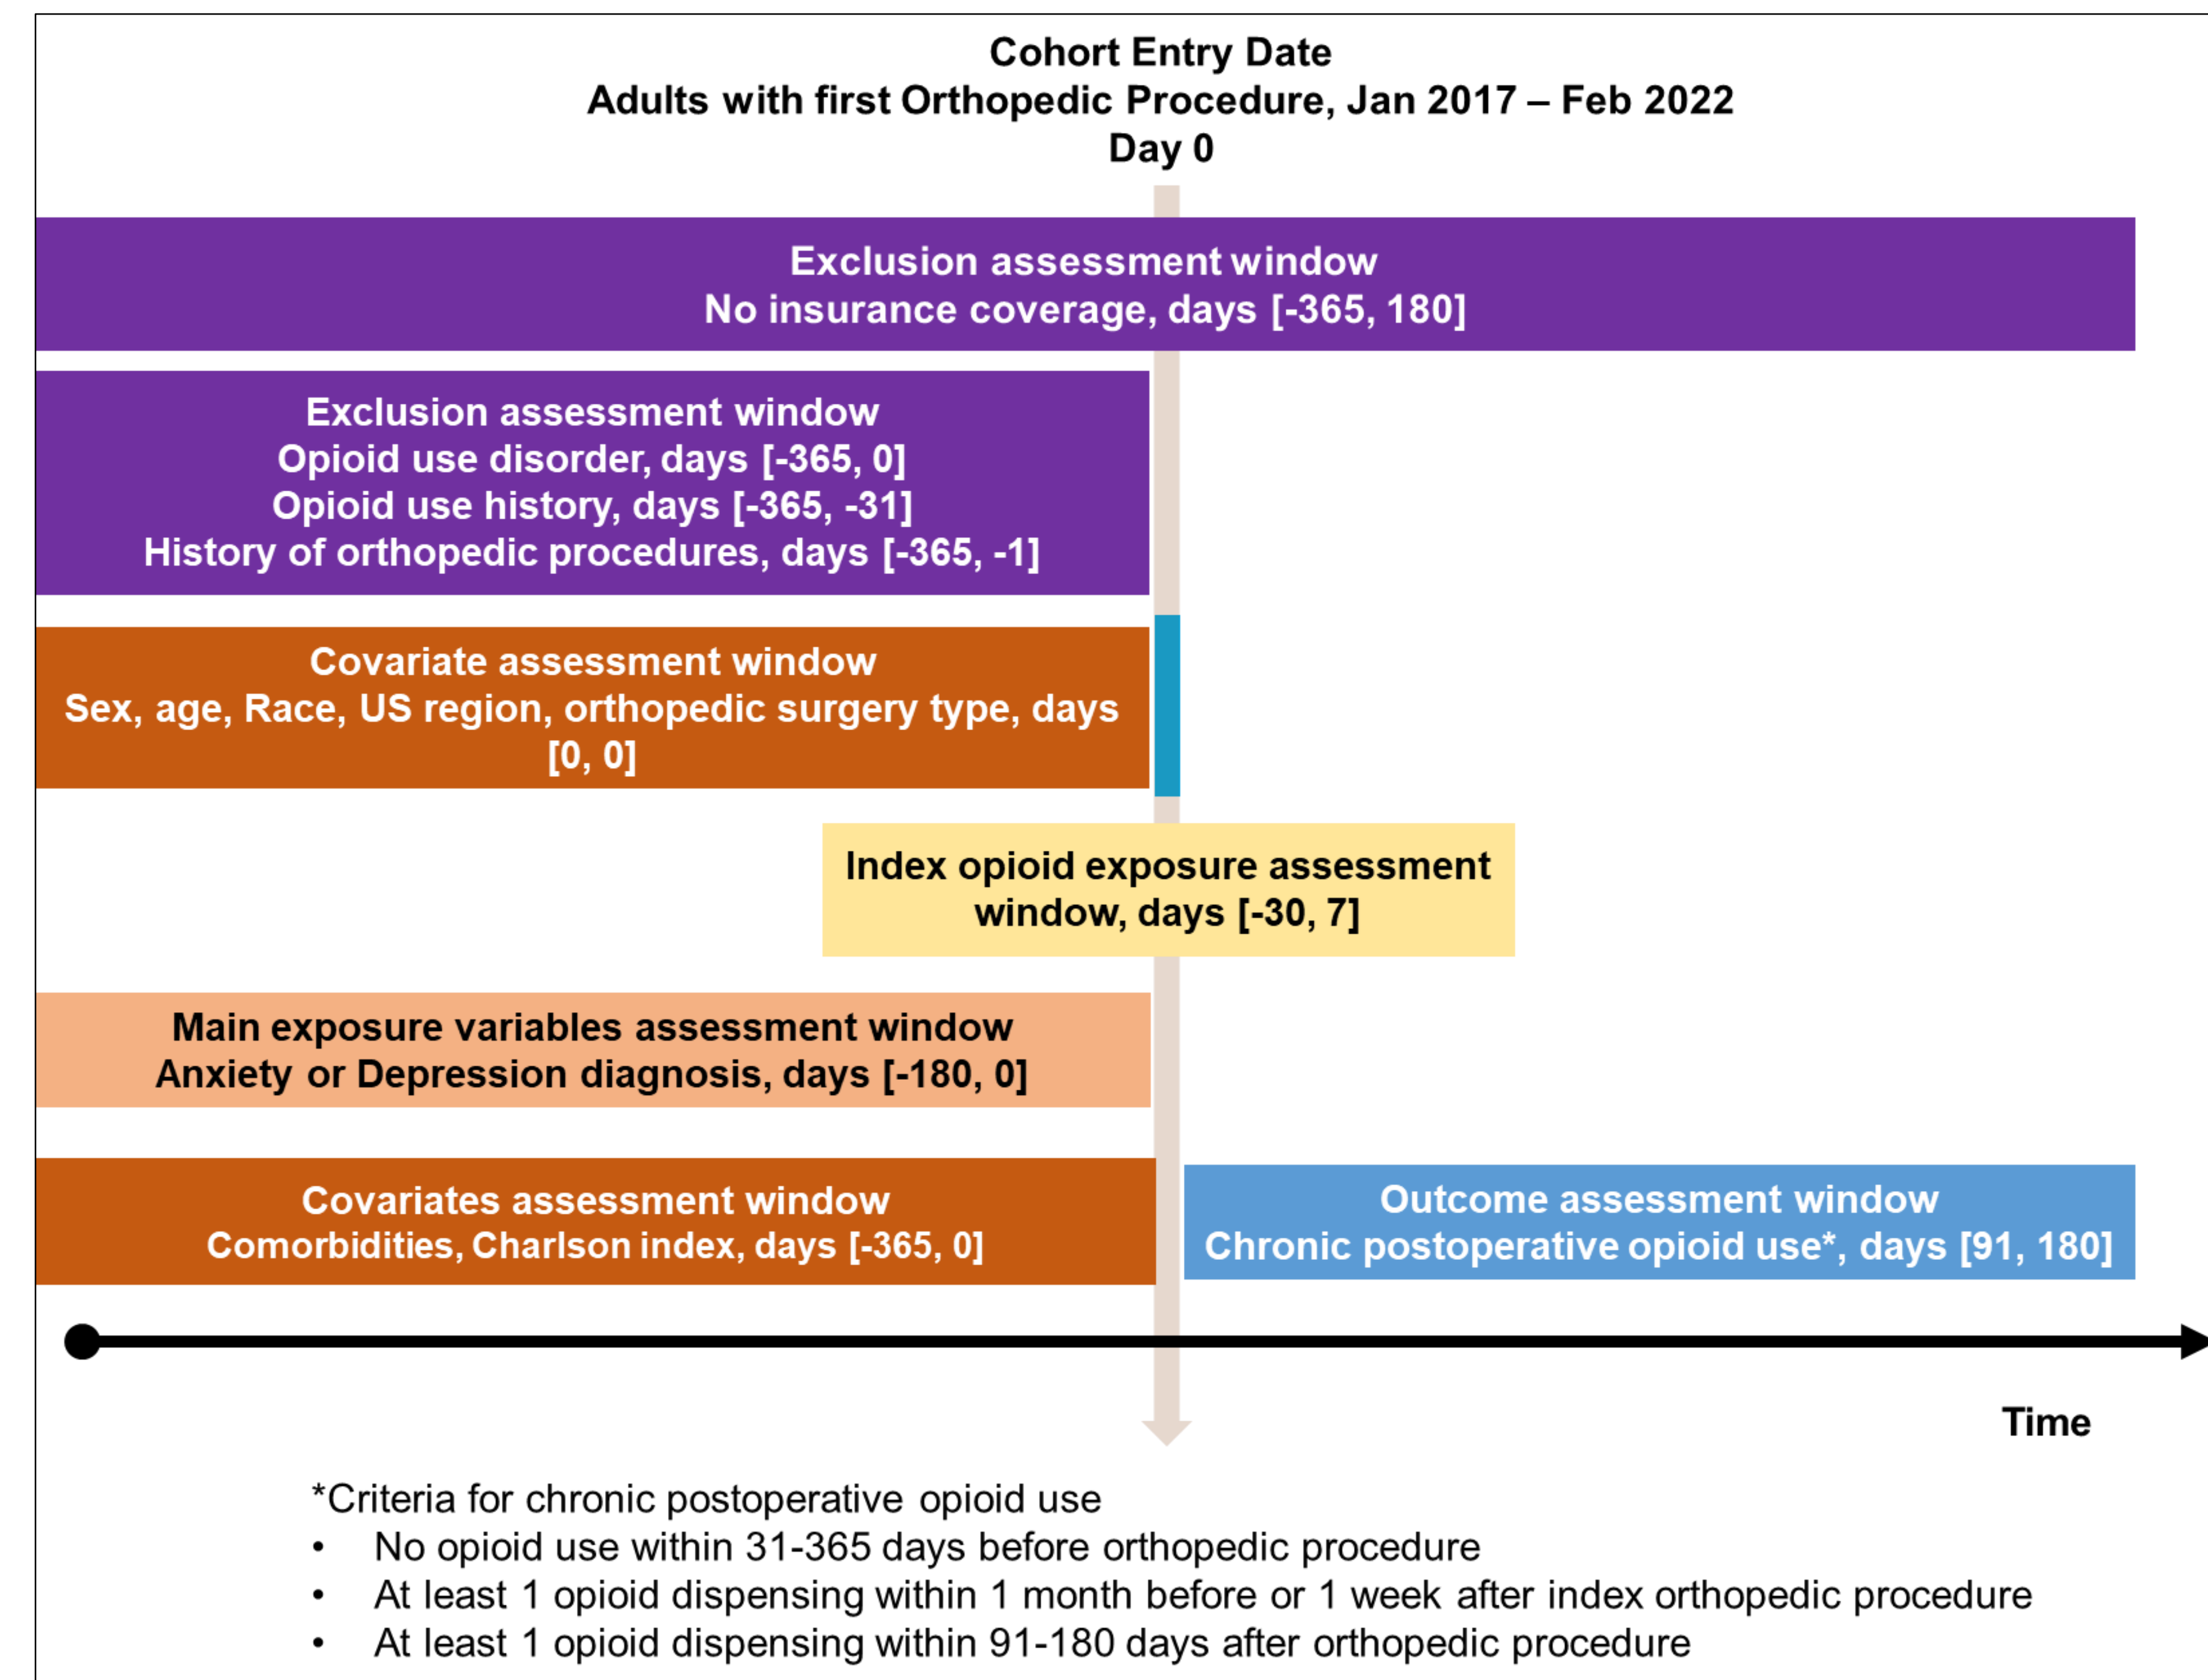 Cohort Entry Date
Adults with first Orthopedic Procedure, Jan 2017 – Feb 2022
Day 0
Exclusion assessment window
No insurance coverage, days [-365, 180]
Exclusion assessment window
Opioid use disorder, days [-365, 0]
Opioid use history, days [-365, -31]
History of orthopedic procedures, days [-365, -1]
Covariate assessment window
Sex, age, Race, US region, orthopedic surgery type, days
[0, 0]
Index opioid exposure assessment
window, days [-30, 7]
Main exposure variables assessment window
Anxiety or Depression diagnosis, days [-180, 0]
Covariates assessment window
Comorbidities, Charlson index, days [-365, 0]
Outcome assessment window
Chronic postoperative opioid use*, days [91, 180]
Time
*Criteria for chronic postoperative opioid use
• No opioid use within 31-365 days before orthopedic procedure
• At least 1 opioid dispensing within 1 month before or 1 week after index orthopedic procedure
• At least 1 opioid dispensing within 91-180 days after orthopedic procedure